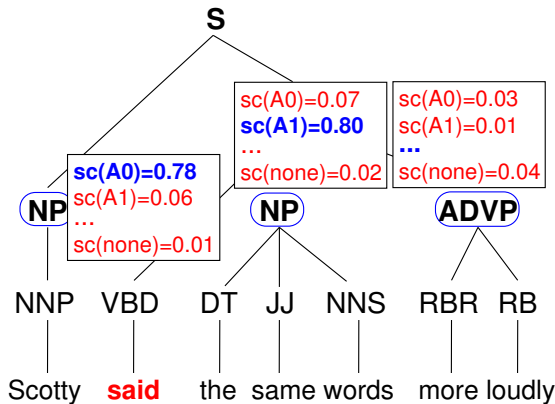 S
sc(A0)=0.07
sc(A1)=0.80
...
sc(none)=0.02
sc(A0)=0.03
sc(A1)=0.01
...
sc(none)=0.04
sc(A0)=0.78
sc(A1)=0.06
...
sc(none)=0.01
NP NP ADVP
NNP VBD DT JJ NNS RBR RB
Scotty said the same words more loudly